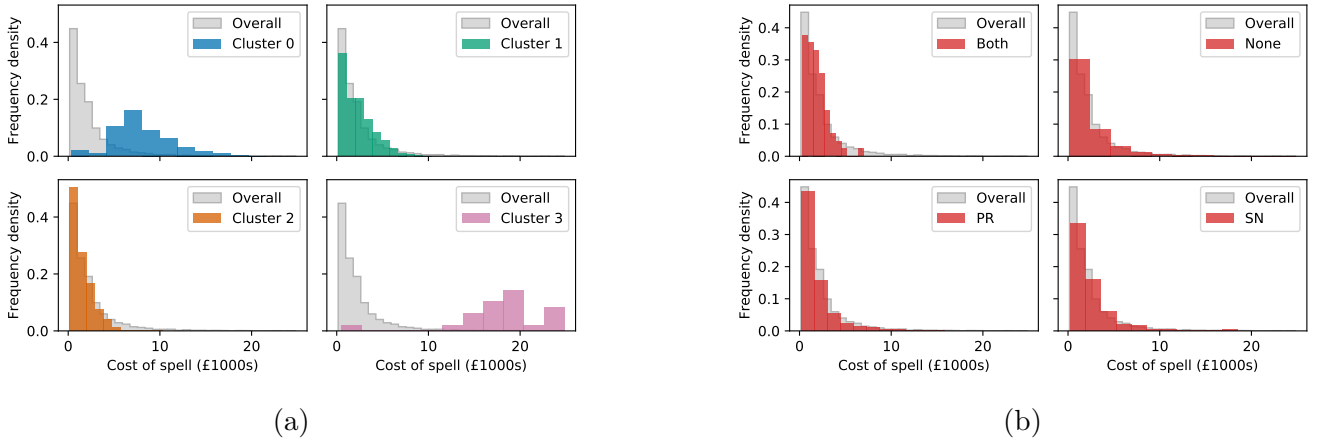 Frequency density
0.4
0.2
0.0
Overall
Cluster 0
Overall
Cluster 1
Frequency density
0.4
0.2
0.0
Overall
Cluster 2
Overall
Cluster 3
0
10
20
0
10
20
Cost of spell (£1000s)
Cost of spell (£1000s)
(a)
Frequency density
0.4
0.3
0.2
0.1
0.0
Overall
Both
Overall
None
Frequency density
0.4
0.3
0.2
0.1
0.0
Overall
PR
Overall
SN
0
10
20
0
10
20
Cost of spell (£1000s)
Cost of spell (£1000s)
(b)